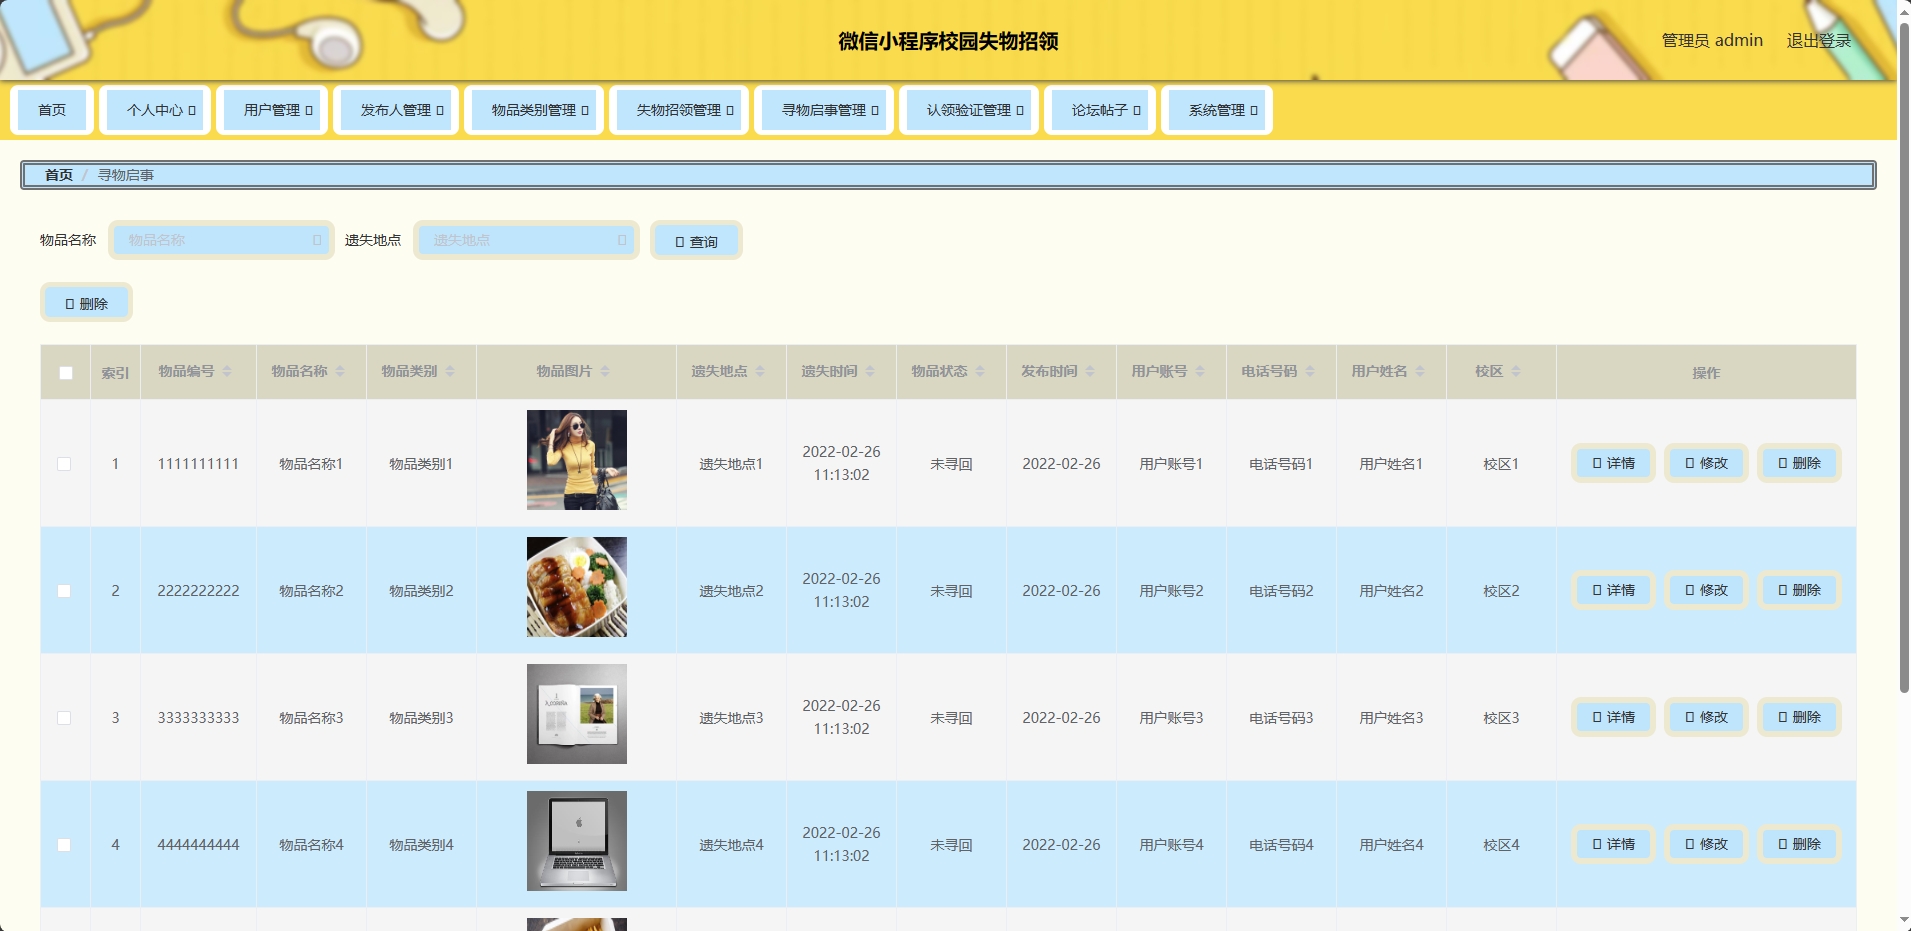 微信小程序校园失物招领
管理员 admin 退出登录
首页 个人中心 用户管理 发布人管理 物品类别管理 失物招领管理 寻物启事管理 认领验证管理 论坛帖子 系统管理
首页 / 寻物启事
物品名称 物品名称 遗失地点 遗失地点 查询
删除
索引 物品编号 物品名称 物品类别 物品图片 遗失地点 遗失时间 物品状态 发布时间 用户账号 电话号码 用户姓名 校区 操作
1 1111111111 物品名称1 物品类别1 遗失地点1 2022-02-26 11:13:02 未寻回 2022-02-26 用户账号1 电话号码1 用户姓名1 校区1 详情 修改 删除
2 2222222222 物品名称2 物品类别2 遗失地点2 2022-02-26 11:13:02 未寻回 2022-02-26 用户账号2 电话号码2 用户姓名2 校区2 详情 修改 删除
3 3333333333 物品名称3 物品类别3 遗失地点3 2022-02-26 11:13:02 未寻回 2022-02-26 用户账号3 电话号码3 用户姓名3 校区3 详情 修改 删除
4 4444444444 物品名称4 物品类别4 遗失地点4 2022-02-26 11:13:02 未寻回 2022-02-26 用户账号4 电话号码4 用户姓名4 校区4 详情 修改 删除